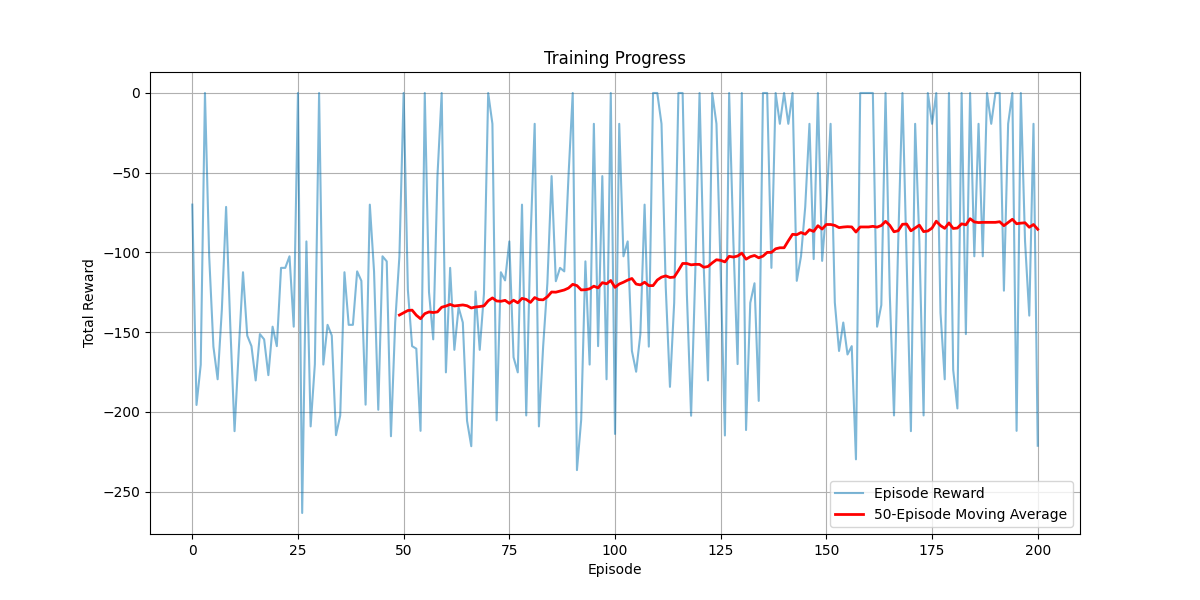 Training Progress
0
−50
−100
−150
−200
−250
Total Reward
0 25 50 75 100 125 150 175 200
Episode
Episode Reward
50-Episode Moving Average